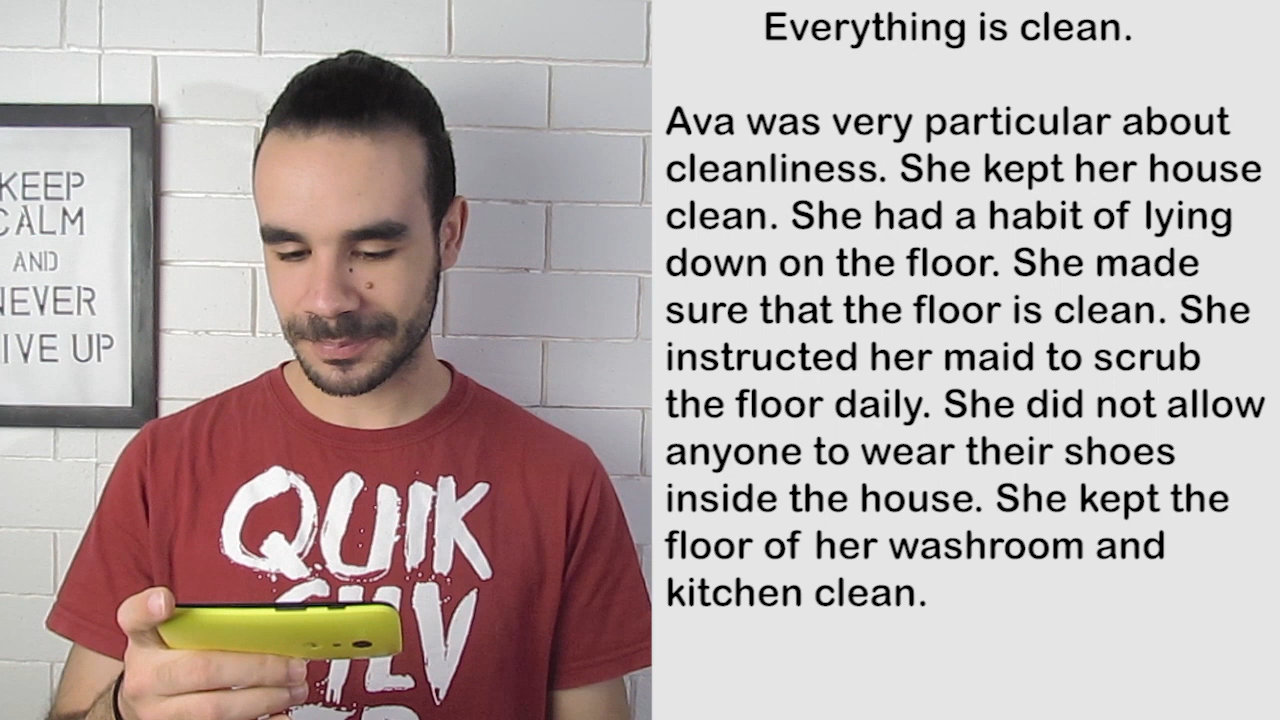 KEEP
CALM
AND
NEVER
IVE UP
QUIK
SILV
Everything is clean.
Ava was very particular about
cleanliness. She kept her house
clean. She had a habit of lying
down on the floor. She made
sure that the floor is clean. She
instructed her maid to scrub
the floor daily. She did not allow
anyone to wear their shoes
inside the house. She kept the
floor of her washroom and
kitchen clean.